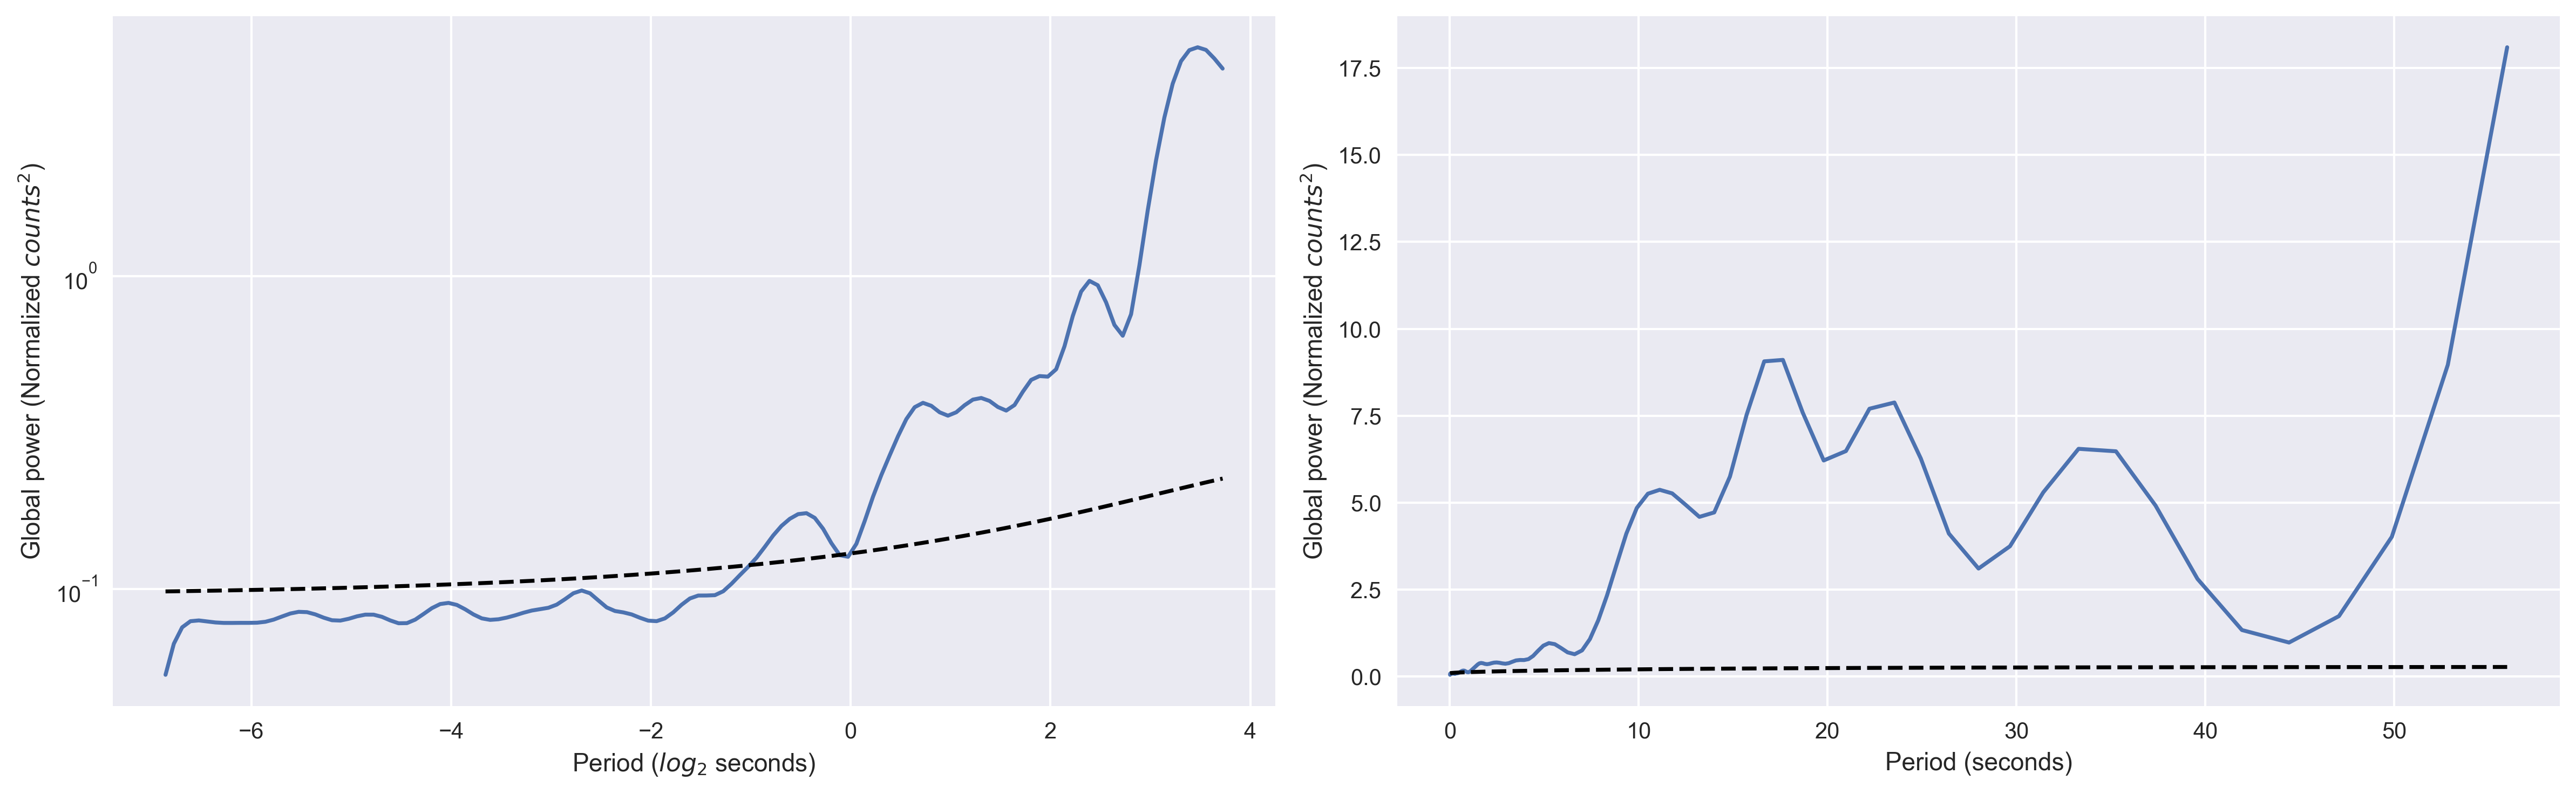 Global power (Normalized counts²)
10⁰
10⁻¹
−6 −4 −2 0 2 4
Period (log₂ seconds)
Global power (Normalized counts²)
17.5
15.0
12.5
10.0
7.5
5.0
2.5
0.0
0 10 20 30 40 50
Period (seconds)